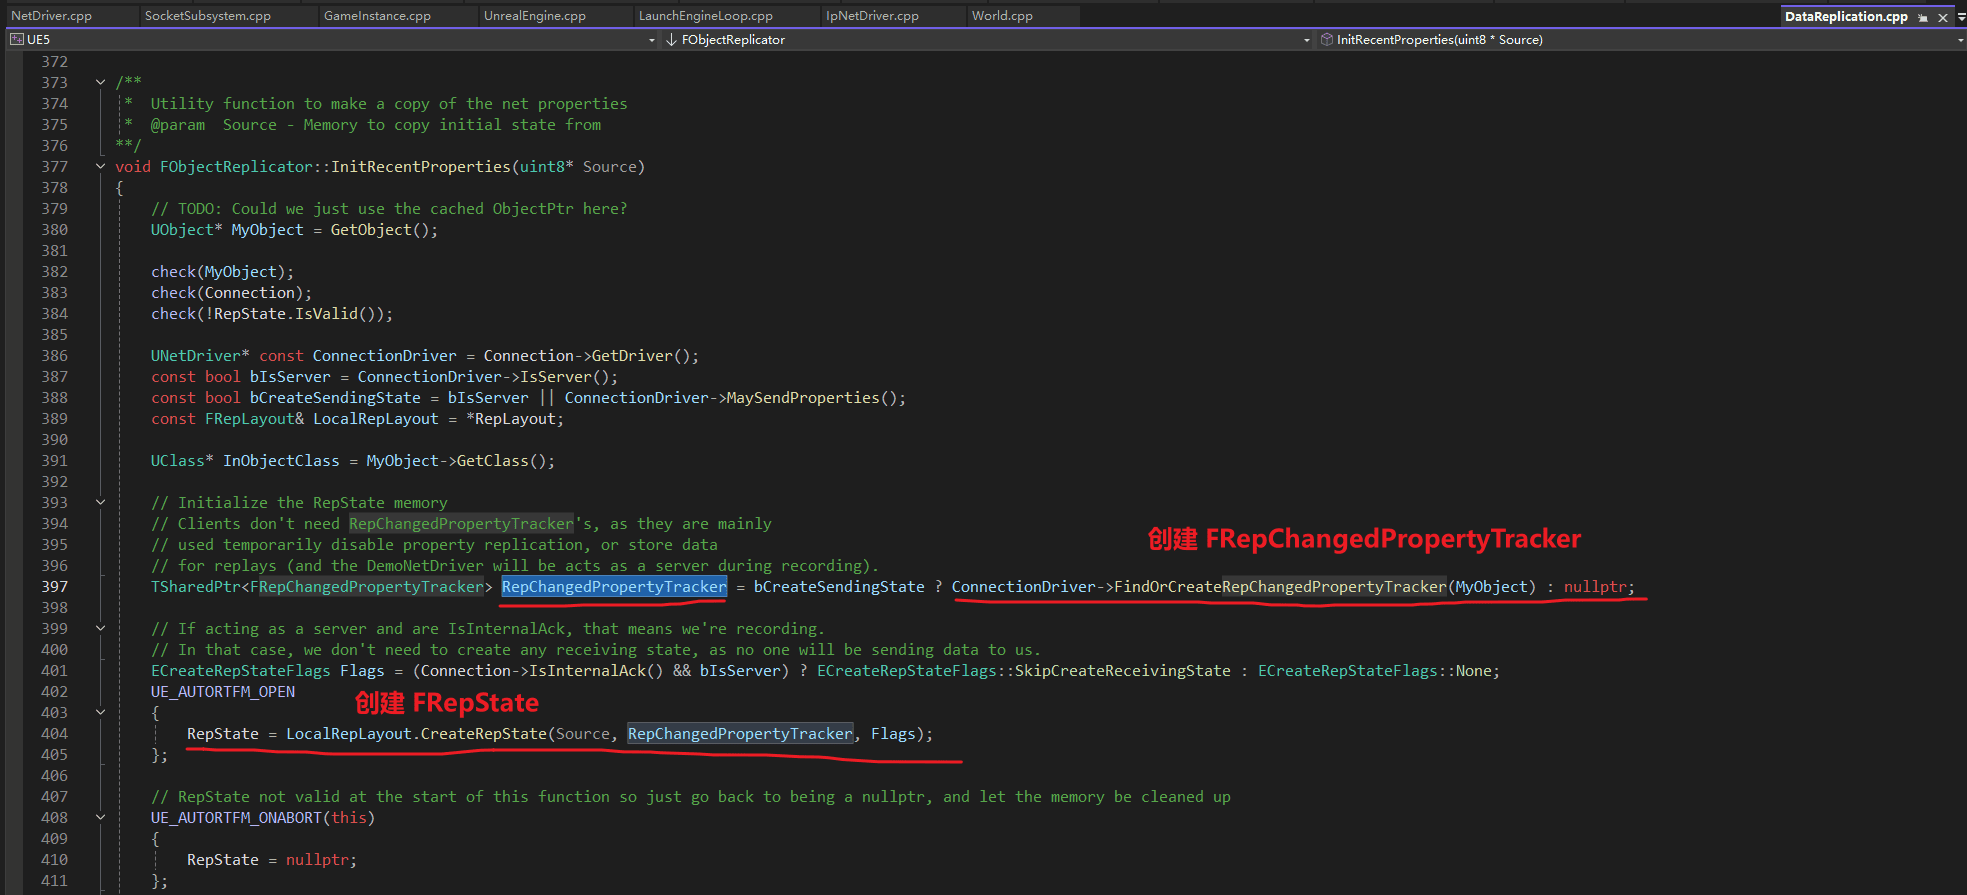 NetDriver.cpp SocketSubsystem.cpp GameInstance.cpp UnrealEngine.cpp LaunchEngineLoop.cpp IpNetDriver.cpp World.cpp DataReplication.cpp
UE5 FObjectReplicator InitRecentProperties(uint8 * Source)
372
373 /**
374 * Utility function to make a copy of the net properties
375 * @param Source - Memory to copy initial state from
376 **/
377 void FObjectReplicator::InitRecentProperties(uint8* Source)
378 {
379 // TODO: Could we just use the cached ObjectPtr here?
380 UObject* MyObject = GetObject();
381
382 check(MyObject);
383 check(Connection);
384 check(!RepState.IsValid());
385
386 UNetDriver* const ConnectionDriver = Connection->GetDriver();
387 const bool bIsServer = ConnectionDriver->IsServer();
388 const bool bCreateSendingState = bIsServer || ConnectionDriver->MaySendProperties();
389 const FRepLayout& LocalRepLayout = *RepLayout;
390
391 UClass* InObjectClass = MyObject->GetClass();
392
393 // Initialize the RepState memory
394 // Clients don't need RepChangedPropertyTracker's, as they are mainly
395 // used temporarily disable property replication, or store data
创建 FRepChangedPropertyTracker
396 // for replays (and the DemoNetDriver will be acts as a server during recording).
397 TSharedPtr<FRepChangedPropertyTracker> RepChangedPropertyTracker = bCreateSendingState ? ConnectionDriver->FindOrCreateRepChangedPropertyTracker(MyObject) : nullptr;
398
399 // If acting as a server and are IsInternalAck, that means we're recording.
400 // In that case, we don't need to create any receiving state, as no one will be sending data to us.
401 ECreateRepStateFlags Flags = (Connection->IsInternalAck() && bIsServer) ? ECreateRepStateFlags::SkipCreateReceivingState : ECreateRepStateFlags::None;
402 UE_AUTORTFM_OPEN
创建 FRepState
403 {
404 RepState = LocalRepLayout.CreateRepState(Source, RepChangedPropertyTracker, Flags);
405 };
406
407 // RepState not valid at the start of this function so just go back to being a nullptr, and let the memory be cleaned up
408 UE_AUTORTFM_ONABORT(this)
409 {
410 RepState = nullptr;
411 };